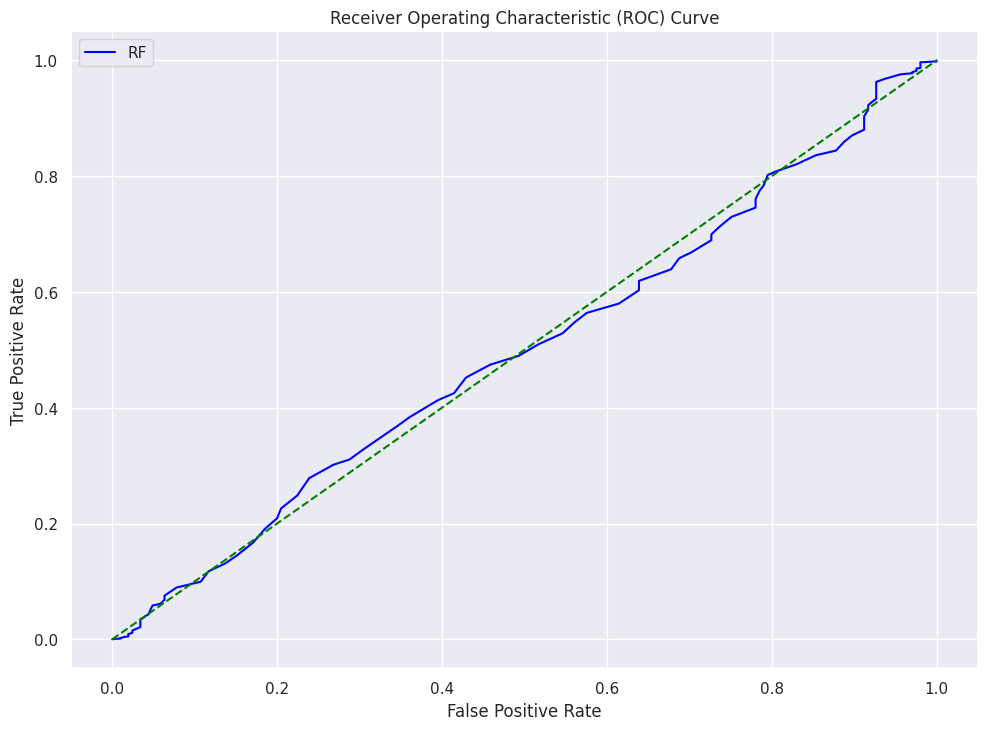 Receiver Operating Characteristic (ROC) Curve
RF
1.0
0.8
0.6
0.4
0.2
0.0
True Positive Rate
0.0 0.2 0.4 0.6 0.8 1.0
False Positive Rate